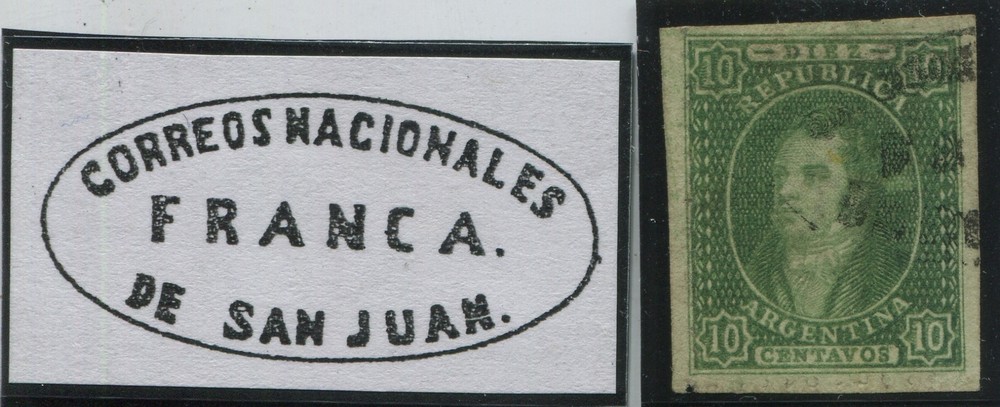 CORREOS NACIONALES
FRANCA.
DE SAN JUAN.
DIEZ
10 10
REPUBLICA
ARGENTINA
10 CENTAVOS 10